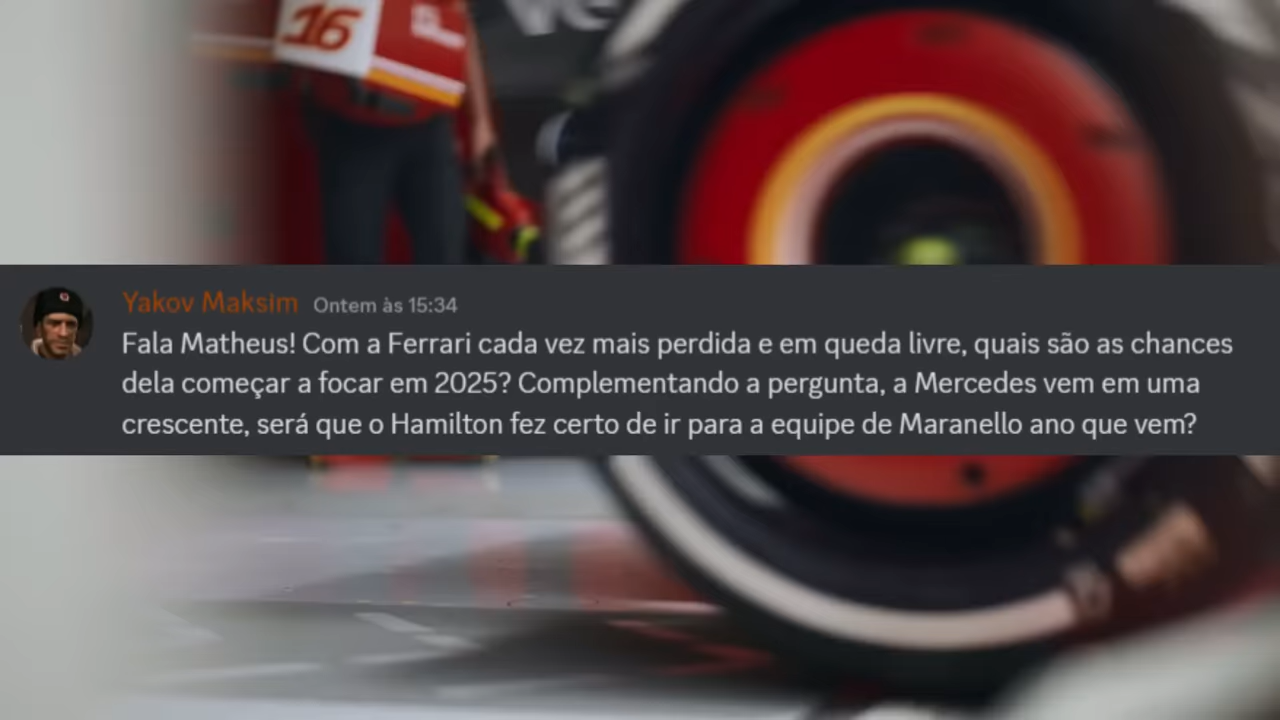 16
Yakov Maksim Ontem às 15:34
Fala Matheus! Com a Ferrari cada vez mais perdida e em queda livre, quais são as chances
dela começar a focar em 2025? Complementando a pergunta, a Mercedes vem em uma
crescente, será que o Hamilton fez certo de ir para a equipe de Maranello ano que vem?